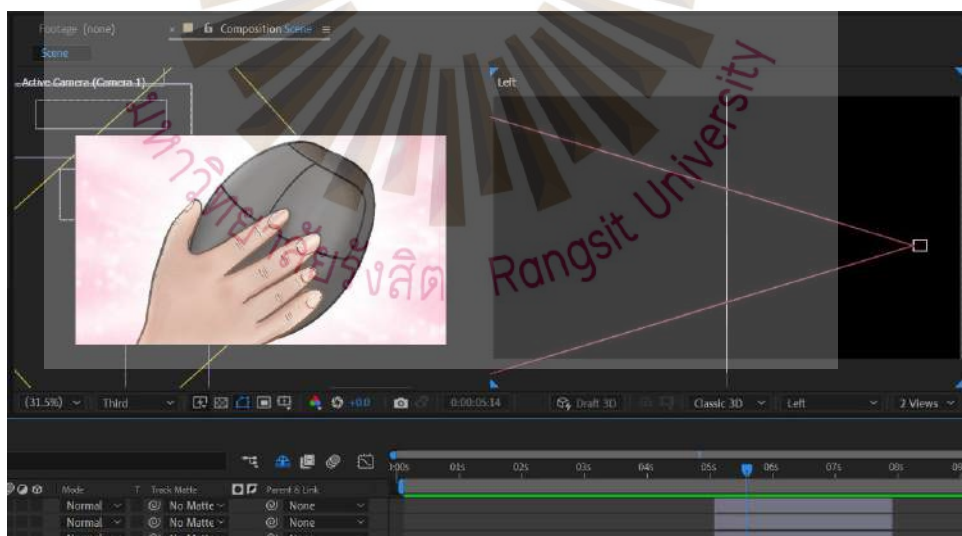 Footage (none)
× Composition Scene ≡
Scene
Active Camera (Camera 1)
Left
มหาวิทยาลัยรังสิต Rangsit University
(31.5%) Third +0.0 0:00:05:14 Draft 3D Classic 3D Left 2 Views
01s 02s 03s 04s 05s 06s 07s 08s
Mode T Track Matte Parent & Link
Normal No Matte None
Normal No Matte None